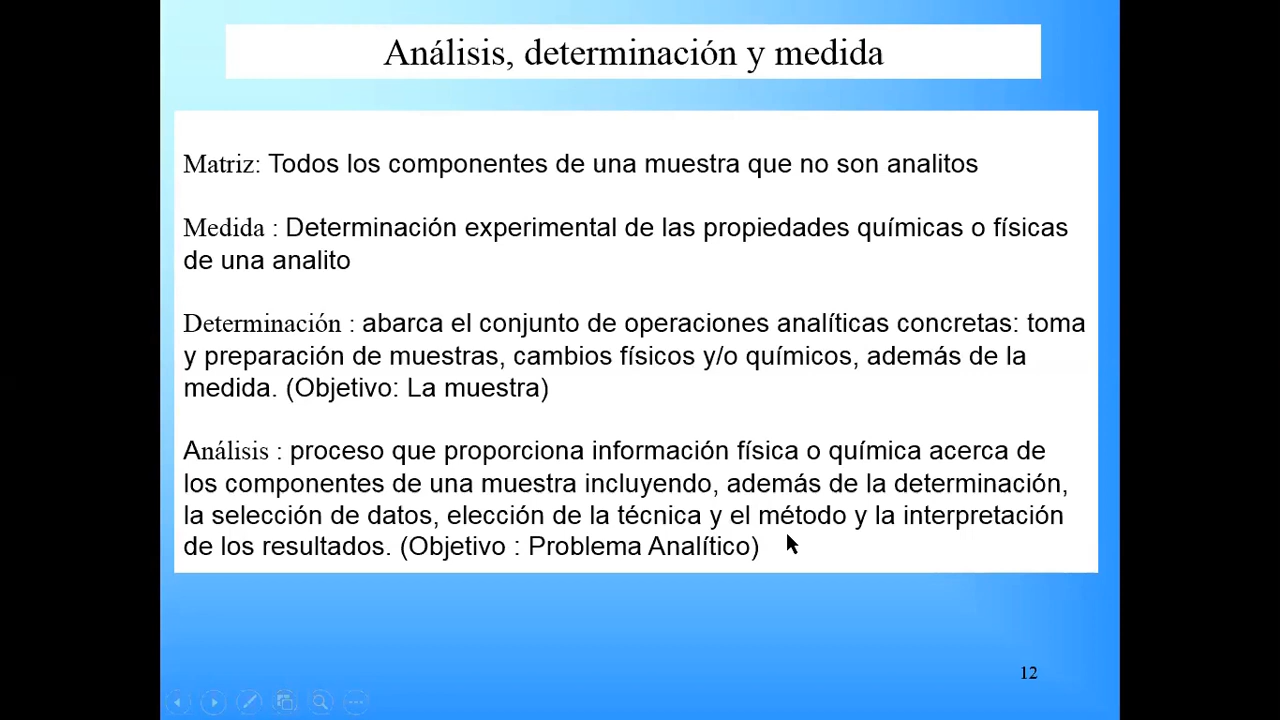 Análisis, determinación y medida
Matriz: Todos los componentes de una muestra que no son analitos
Medida : Determinación experimental de las propiedades químicas o físicas
de una analito
Determinación : abarca el conjunto de operaciones analíticas concretas: toma
y preparación de muestras, cambios físicos y/o químicos, además de la
medida. (Objetivo: La muestra)
Análisis : proceso que proporciona información física o química acerca de
los componentes de una muestra incluyendo, además de la determinación,
la selección de datos, elección de la técnica y el método y la interpretación
de los resultados. (Objetivo : Problema Analítico)
12